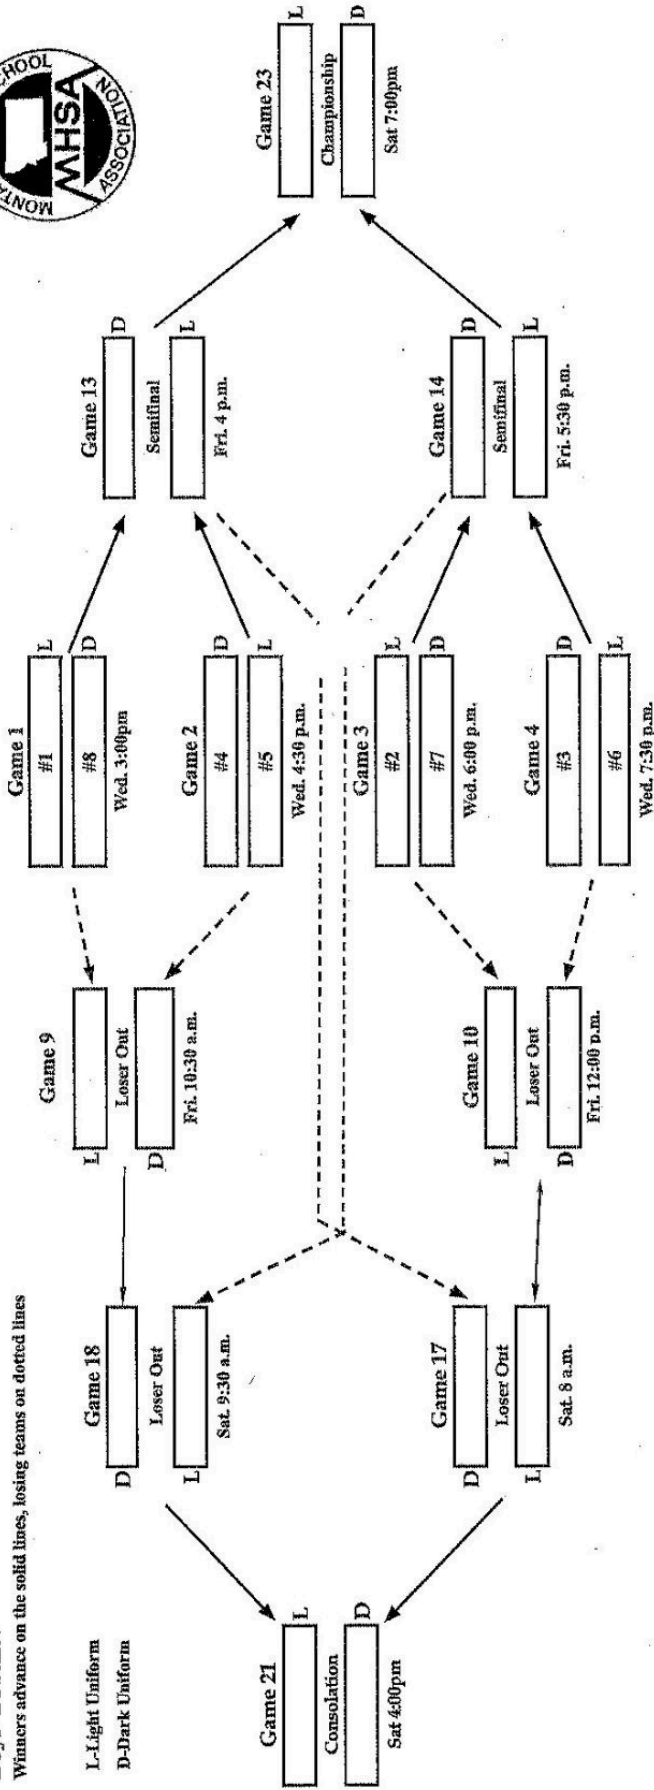 Winners advance on the solid lines, losing teams on dotted lines
L-Light Uniform
D-Dark Uniform
SCHOOL
MHSA
ASSOCIATION
Game 21
L
Consolation
D
Sat 4:00pm
Game 18
D
Loser Out
L
Sat. 9:30 a.m.
Game 17
D
Loser Out
L
Sat. 8 a.m.
Game 9
L
Loser Out
D
Fri. 10:30 a.m.
Game 10
L
Loser Out
D
Fri. 12:00 p.m.
Game 1
#1 L
#8 D
Wed. 3:00pm
Game 2
#4 D
#5 L
Wed. 4:30 p.m.
Game 3
#2 L
#7 D
Wed. 6:00 p.m.
Game 4
#3 D
#6 L
Wed. 7:30 p.m.
Game 13
D
Semifinal
L
Fri. 4 p.m.
Game 14
D
Semifinal
L
Fri. 5:30 p.m.
Game 23
L
Championship
D
Sat 7:00pm